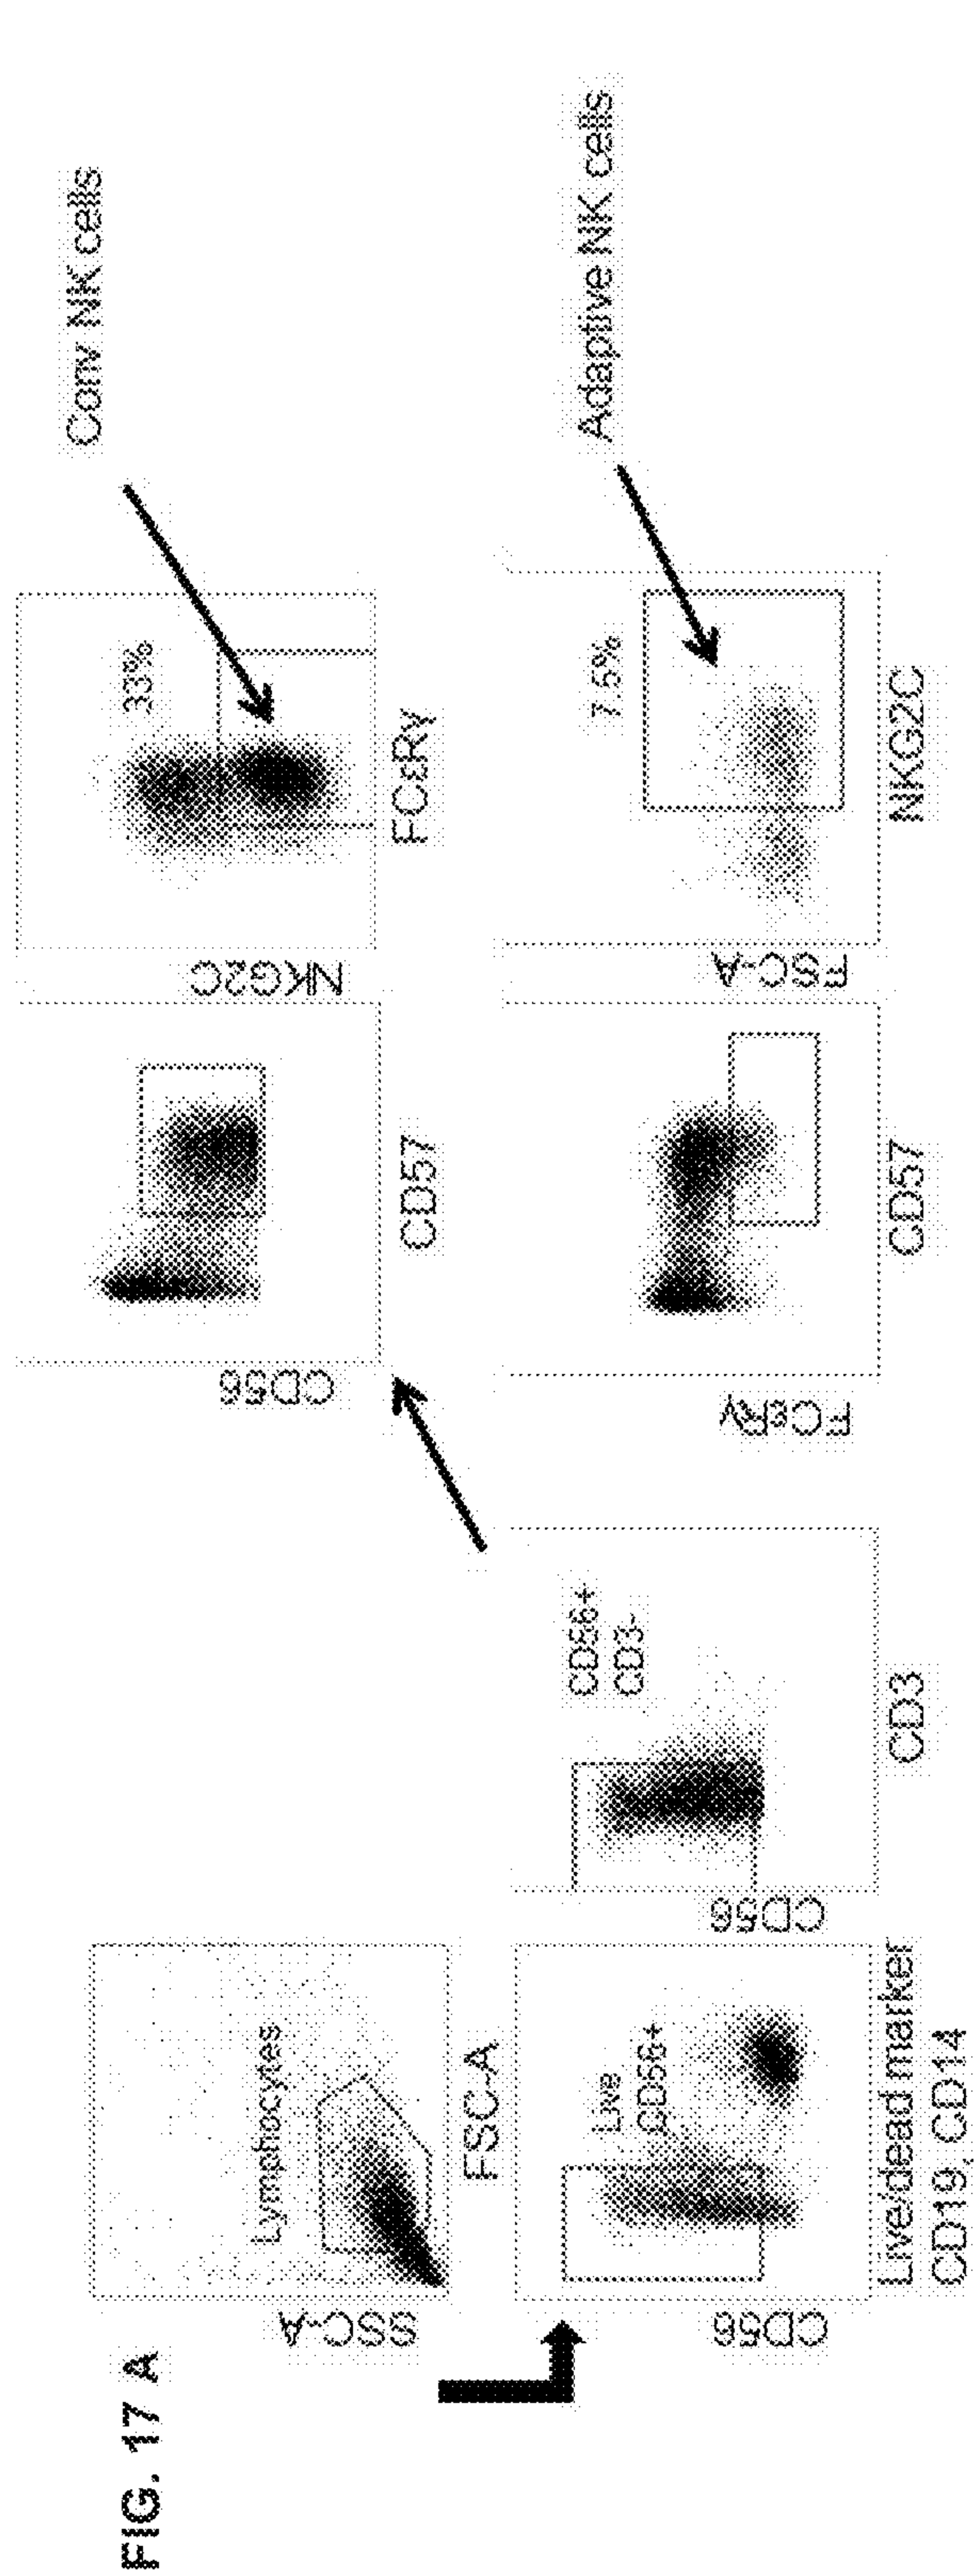 FIG. 17 A
SSC-A
Lymphocytes
FSC-A
CD56
Live
CD56+
Live/dead marker
CD19, CD14
CD56
CD56+
CD3-
CD3
CD56
CD57
NKG2C
33%
FCεRγ
Conv NK cells
FCεRγ
CD57
FSC-A
7.5%
NKG2C
Adaptive NK cells